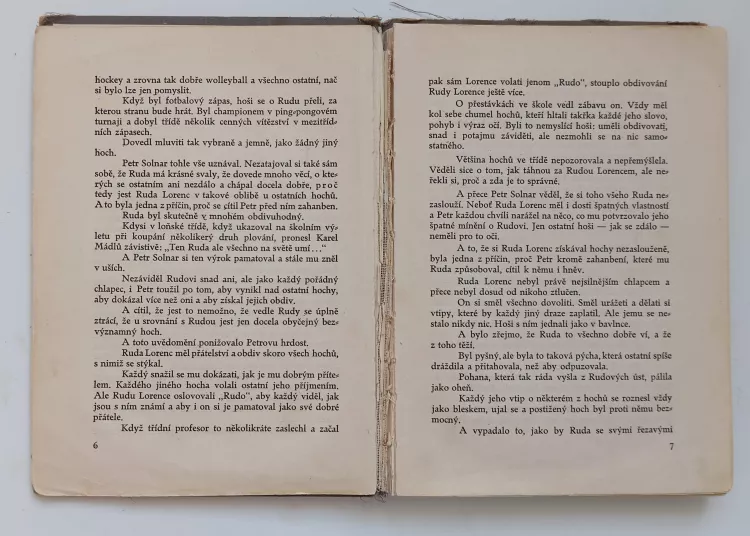 hockey a zrovna tak dobře wolleyball a všechno ostatní, nač
si bylo lze jen pomyslit.
Když byl fotbalový zápas, hoši se o Rudu přeli, za
kterou stranu bude hrát. Byl championem v ping-pongovém
turnaji a dobyl třídě několik cenných vítězství v mezitříd-
ních zápasech.
Dovedl mluviti tak vybraně a jemně, jako žádný jiný
hoch.
Petr Solnar tohle vše uznával. Nezatajoval si také sám
sobě, že Ruda má krásné svaly, že dovede mnoho věcí, o kte-
rých se ostatním ani nezdálo a chápal docela dobře, proč
tedy jest Ruda Lorenc v takové oblibě u ostatních hochů.
A to byla jedna z příčin, proč se cítil Petr před ním zahanben.
Ruda byl skutečně v mnohém obdivuhodný.
Kdysi v loňské třídě, když ukazoval na školním vý-
letu při koupání několikerý druh plování, pronesl Karel
Mádlů závistivě: „Ten Ruda ale všechno na světě umí...“
A Petr Solnar si ten výrok pamatoval a stále mu zněl
v uších.
Nezáviděl Rudovi snad ani, ale jako každý pořádný
chlapec, i Petr toužil po tom, aby vynikl nad ostatní hochy,
aby dokázal více než oni a aby získal jejich obdiv.
A cítil, že jest to nemožno, že vedle Rudy se úplně
ztrácí, že u srovnání s Rudou jest jen docela obyčejný bez-
významný hoch.
A toto uvědomění ponižovalo Petrovu hrdost.
Ruda Lorenc měl přátelství a obdiv skoro všech hochů,
s nimiž se stýkal.
Každý snažil se mu dokázati, jak je mu dobrým příte-
lem. Každého jiného hocha volali ostatní jeho příjmením.
Ale Rudu Lorence oslovovali „Rudo“, aby každý viděl, jak
jsou s ním známí a aby i on si je pamatoval jako své dobré
přátele.
Když třídní profesor to několikráte zaslechl a začal
6
pak sám Lorence volati jenom „Rudo“, stouplo obdivování
Rudy Lorence ještě více.
O přestávkách ve škole vedl zábavu on. Vždy měl
kol sebe chumel hochů, kteří hltali takřka každé jeho slovo,
pohyb i výraz očí. Byli to nemyslící hoši: uměli obdivovati,
snad i potajmu záviděti, ale nezmohli se na nic samo-
statného.
Většina hochů ve třídě nepozorovala a nepřemýšlela.
Věděli sice o tom, jak táhnou za Rudou Lorencem, ale ne-
řekli si, proč a zda je to správné.
A přece Petr Solnar věděl, že si toho všeho Ruda ne-
zaslouží. Neboť Ruda Lorenc měl i dosti špatných vlastností
a Petr každou chvíli narážel na něco, co mu potvrzovalo jeho
špatné mínění o Rudovi. Jen ostatní hoši — jak se zdálo —
neměli pro to oči.
A to, že si Ruda Lorenc získával hochy nezaslouženě,
byla jedna z příčin, proč Petr kromě zahanbení, které mu
Ruda způsoboval, cítil k němu i hněv.
Ruda Lorenc nebyl právě nejsilnějším chlapcem a
přece nebyl dosud od nikoho ztlučen.
On si směl všechno dovoliti. Směl urážeti a dělati si
vtipy, které by každý jiný draze zaplatil. Ale jemu se ne-
stalo nikdy nic. Hoši s ním jednali jako v bavlnce.
A bylo zřejmo, že Ruda to všechno dobře ví, a že
z toho těží.
Byl pyšný, ale byla to taková pýcha, která ostatní spíše
dráždila a přitahovala, než aby odpuzovala.
Pohana, která tak ráda vyšla z Rudových úst, pálila
jako oheň.
Každý jeho vtip o některém z hochů se roznesl vždy
jako bleskem, ujal se a postižený hoch byl proti němu bez-
mocný.
A vypadalo to, jako by Ruda se svými řezavými
7